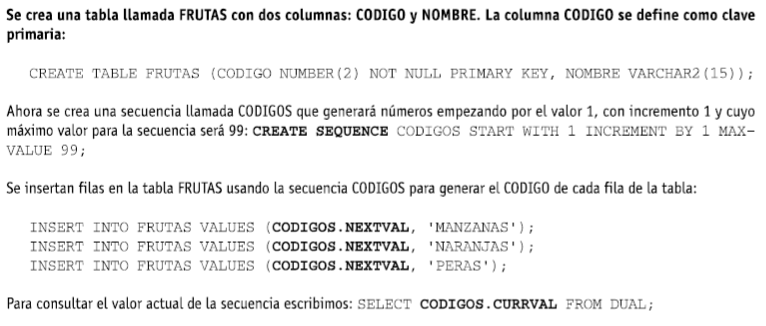 Se crea una tabla llamada FRUTAS con dos columnas: CODIGO y NOMBRE. La columna CODIGO se define como clave
primaria:
CREATE TABLE FRUTAS (CODIGO NUMBER(2) NOT NULL PRIMARY KEY, NOMBRE VARCHAR2(15));
Ahora se crea una secuencia llamada CODIGOS que generará números empezando por el valor 1, con incremento 1 y cuyo
máximo valor para la secuencia será 99: CREATE SEQUENCE CODIGOS START WITH 1 INCREMENT BY 1 MAX-
VALUE 99;
Se insertan filas en la tabla FRUTAS usando la secuencia CODIGOS para generar el CODIGO de cada fila de la tabla:
INSERT INTO FRUTAS VALUES (CODIGOS.NEXTVAL, 'MANZANAS');
INSERT INTO FRUTAS VALUES (CODIGOS.NEXTVAL, 'NARANJAS');
INSERT INTO FRUTAS VALUES (CODIGOS.NEXTVAL, 'PERAS');
Para consultar el valor actual de la secuencia escribimos: SELECT CODIGOS.CURRVAL FROM DUAL;